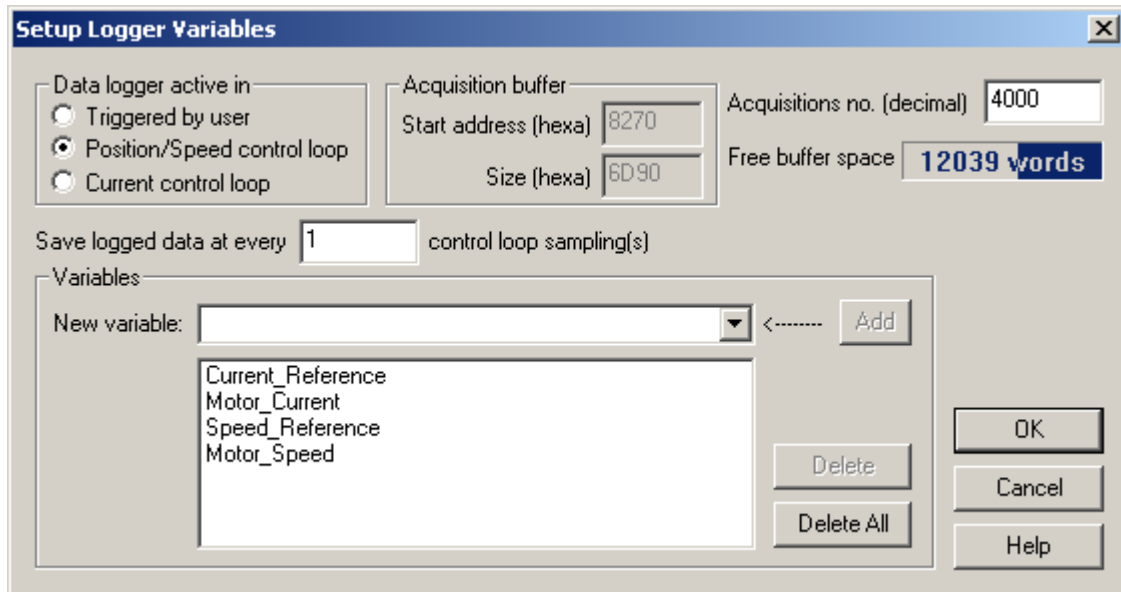 Setup Logger Variables
Data logger active in
Triggered by user
Position/Speed control loop
Current control loop
Acquisition buffer
Start address (hexa) 8270
Size (hexa) 6D90
Acquisitions no. (decimal) 4000
Free buffer space 12039 words
Save logged data at every 1 control loop sampling(s)
Variables
New variable: <-------- Add
Current_Reference
Motor_Current
Speed_Reference
Motor_Speed
Delete
Delete All
OK
Cancel
Help